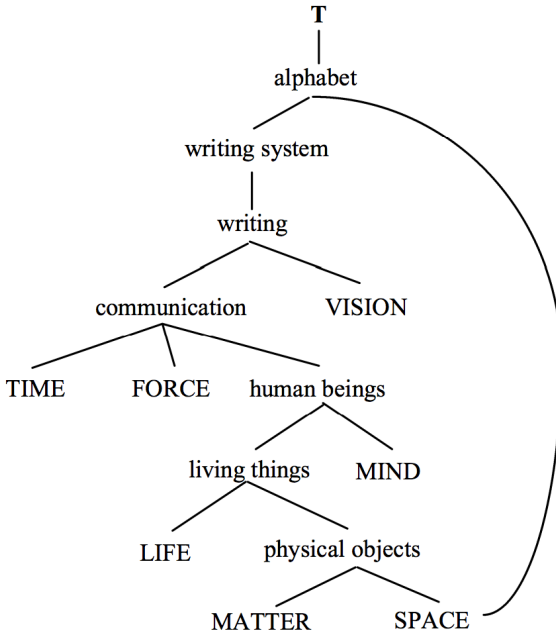 T
alphabet
writing system
writing
communication VISION
TIME FORCE human beings
living things MIND
LIFE physical objects
MATTER SPACE